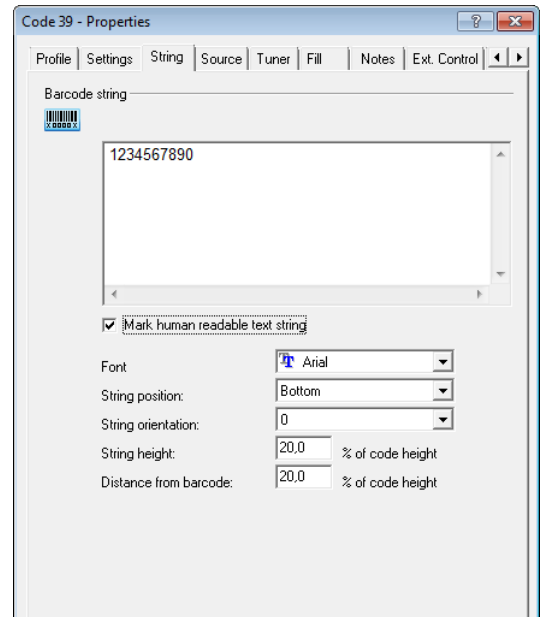 Code 39 - Properties
Profile Settings String Source Tuner Fill Notes Ext. Control
Barcode string
1234567890
Mark human readable text string
Font Arial
String position: Bottom
String orientation: 0
String height: 20,0 % of code height
Distance from barcode: 20,0 % of code height